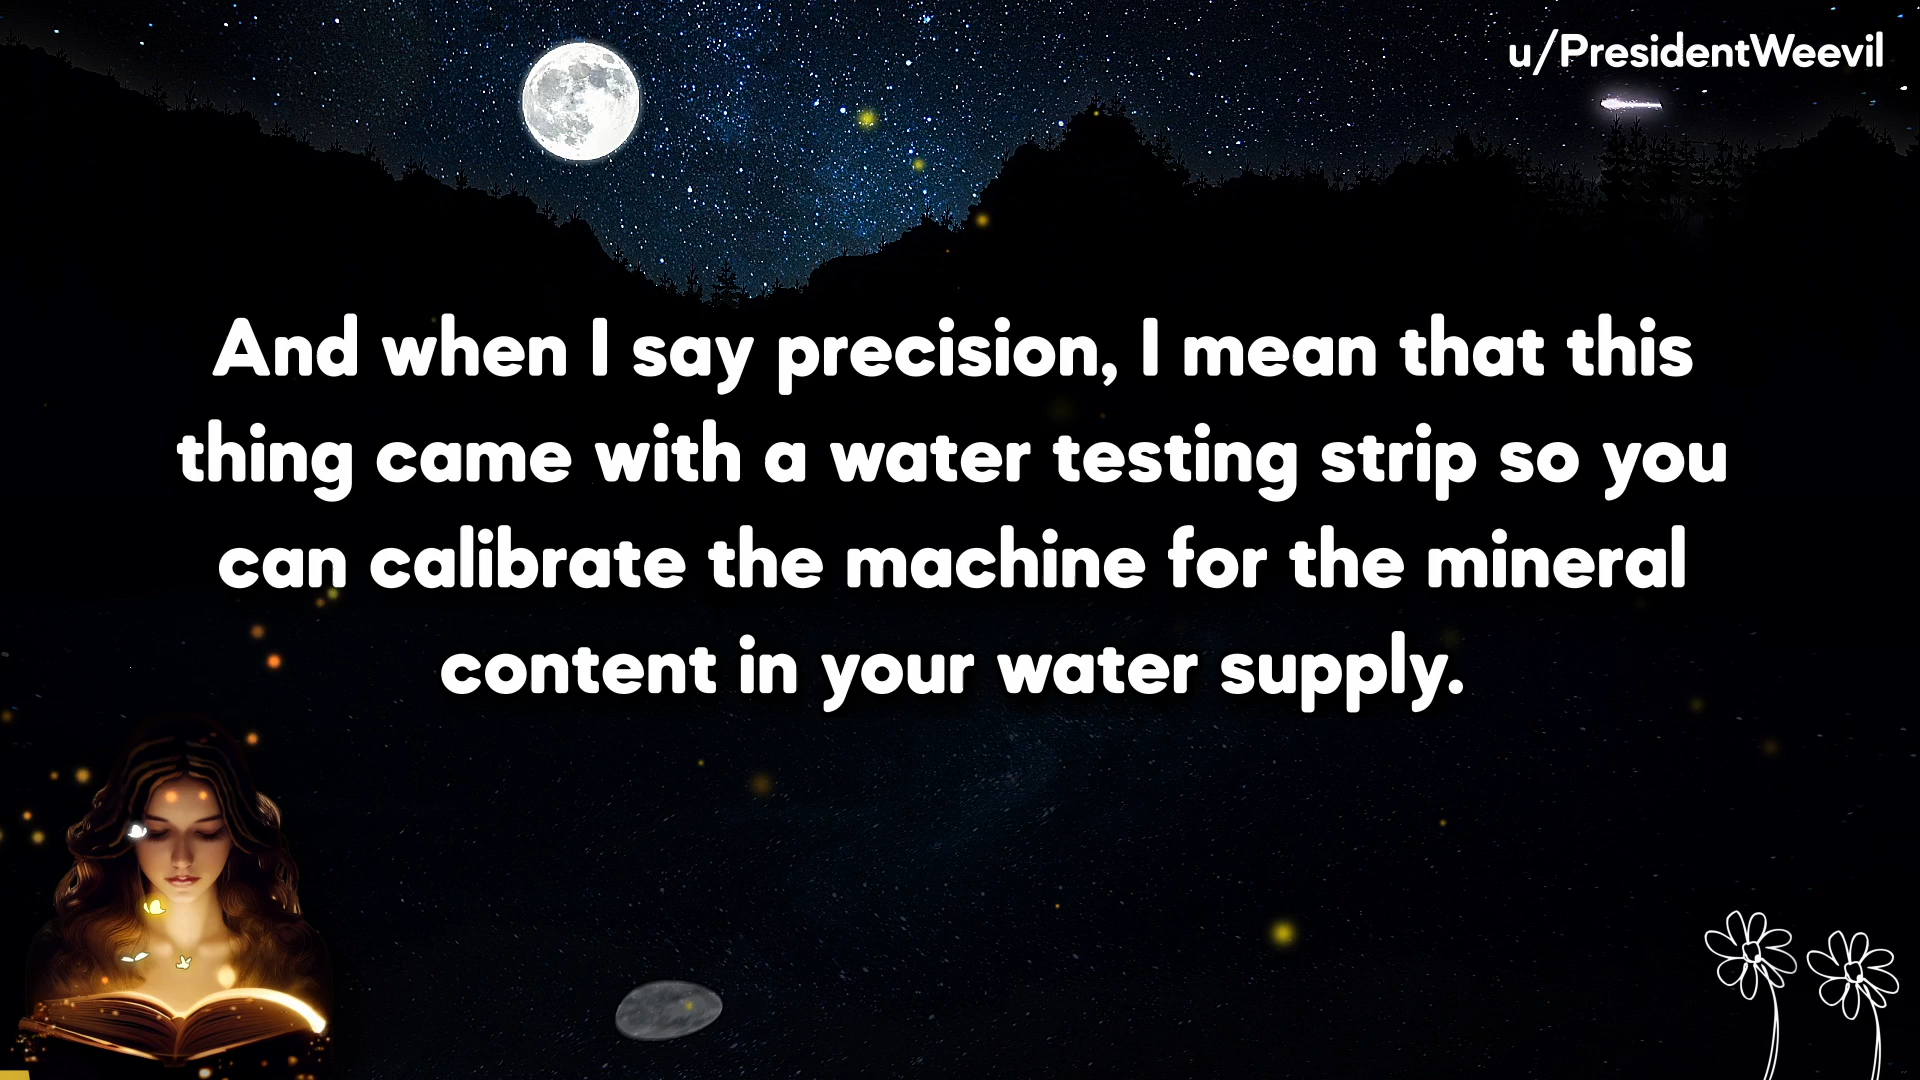 u/PresidentWeevil
And when I say precision, I mean that this
thing came with a water testing strip so you
can calibrate the machine for the mineral
content in your water supply.